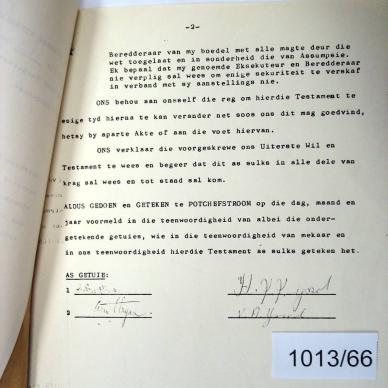 -2-
Beredderaar van my boedel met alle magte deur die
wet toegelaat en in sonderheid die van Assumpsie.
Ek bepaal dat my genoemde Eksekuteur en Beredderaar
nie verplig sal wees om enige sekuriteit te verskaf
in verband met sy aanstellings nie.
ONS behou aan onsself die reg om hierdie Testament te
enige tyd hierna te kan verander net soos ons dit mag goedvind,
hetsy by aparte Akte of aan die voet hiervan.
ONS verklaar die voorgeskrewe ons Uiterste Wil en
Testament te wees en begeer dat dit as sulks in alle dele van
krag sal wees en tot stand sal kom.
ALDUS GEDOEN en GETEKEN te POTCHEFSTROOM op die dag, maand en
jaar voormeld in die teenwoordigheid van albei die onder-
getekende getuies, wie in die teenwoordigheid van mekaar en
in ons teenwoordigheid hierdie Testament as sulks geteken het.
AS GETUIE:
1
2
1013/66